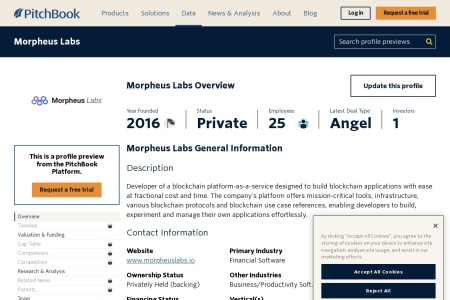 PitchBook Products Solutions Data News & Analysis About Blog Log in Request a free trial
Morpheus Labs Search profile previews
Morpheus Labs Overview Update this profile
Morpheus Labs
Year Founded Status Employees Latest Deal Type Investors
2016 Private 25 Angel 1
This is a profile preview from the PitchBook Platform.
Request a free trial
Morpheus Labs General Information
Description
Developer of a blockchain platform-as-a-service designed to build blockchain applications with ease
at fractional cost and time. The company's platform offers mission-critical tools, infrastructure,
various blockchain protocols and blockchain use case references, enabling developers to build,
experiment and manage their own applications effortlessly.
Overview
Timeline
Valuation & funding
Cap Table
Comparisons
Competitors
Research & Analysis
Related News
Patents
Team
Contact Information
Website Primary Industry
www.morpheuslabs.io Financial Software
Ownership Status Other Industries
Privately Held (backing) Business/Productivity Soft
Financing Status Vertical(s)
By clicking "Accept All Cookies", you agree to the
storing of cookies on your device to enhance site
navigation, analyze site usage, and assist in our
marketing efforts.
Accept All Cookies
Reject All